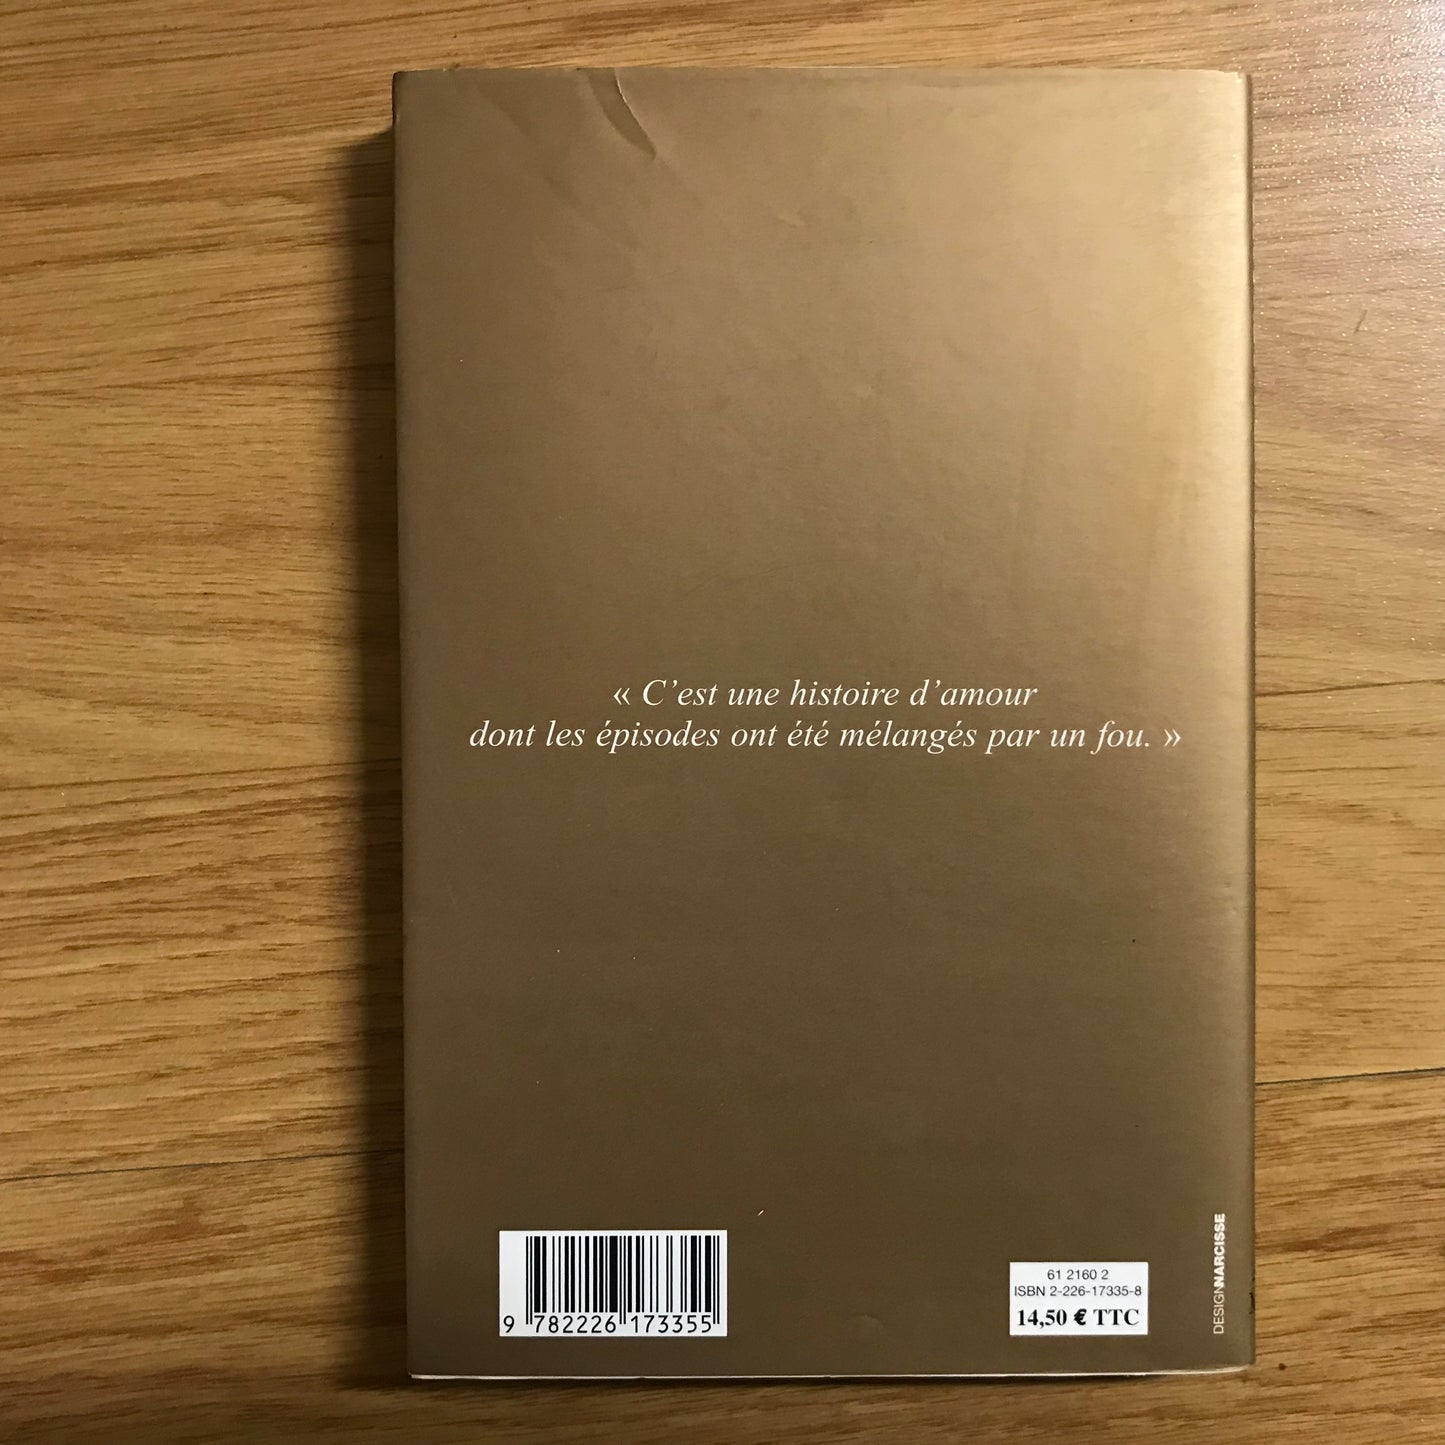 « C’est une histoire d’amour
dont les épisodes ont été mélangés par un fou. »
9 782226 173355
61 2160 2
ISBN 2-226-17335-8
14,50 € TTC
DESIGNNARCISSE